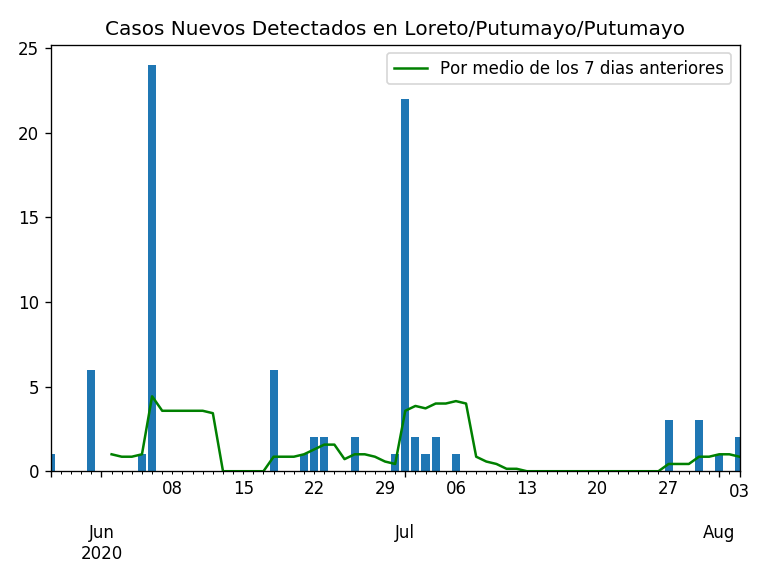 Casos Nuevos Detectados en Loreto/Putumayo/Putumayo
Por medio de los 7 dias anteriores
25
20
15
10
5
0
08 15 22 29 06 13 20 27 03
Jun Jul Aug
2020